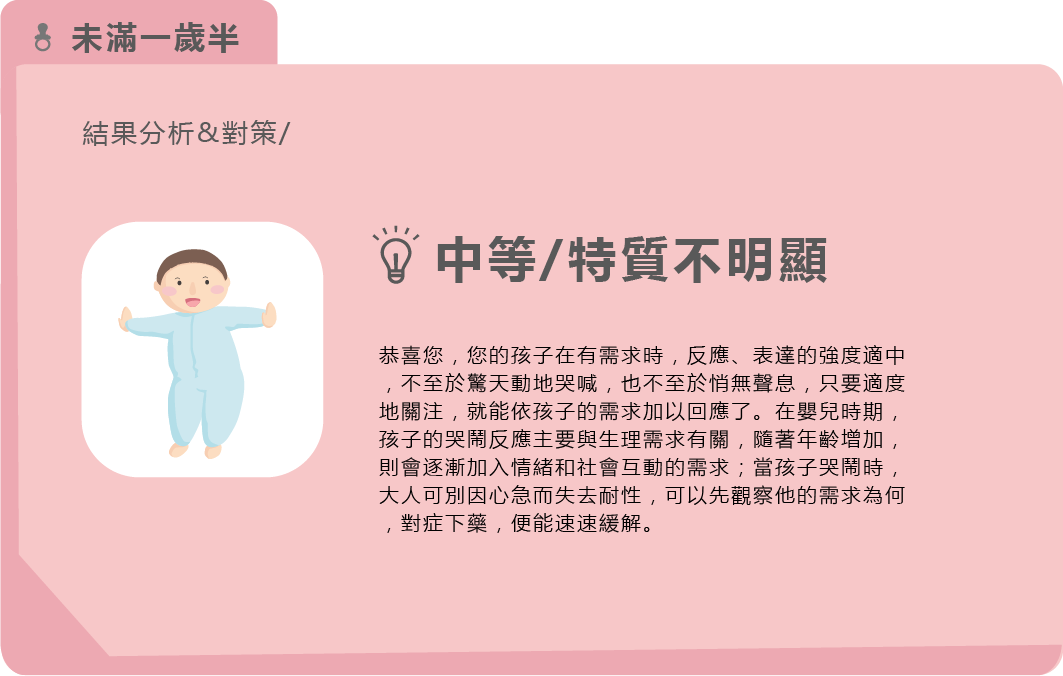 未滿一歲半
結果分析&對策/
中等/特質不明顯
恭喜您，您的孩子在有需求時，反應、表達的強度適中
，不至於驚天動地哭喊，也不至於悄無聲息，只要適度
地關注，就能依孩子的需求加以回應了。在嬰兒時期，
孩子的哭鬧反應主要與生理需求有關，隨著年齡增加，
則會逐漸加入情緒和社會互動的需求；當孩子哭鬧時，
大人可別因心急而失去耐性，可以先觀察他的需求為何
，對症下藥，便能速速緩解。